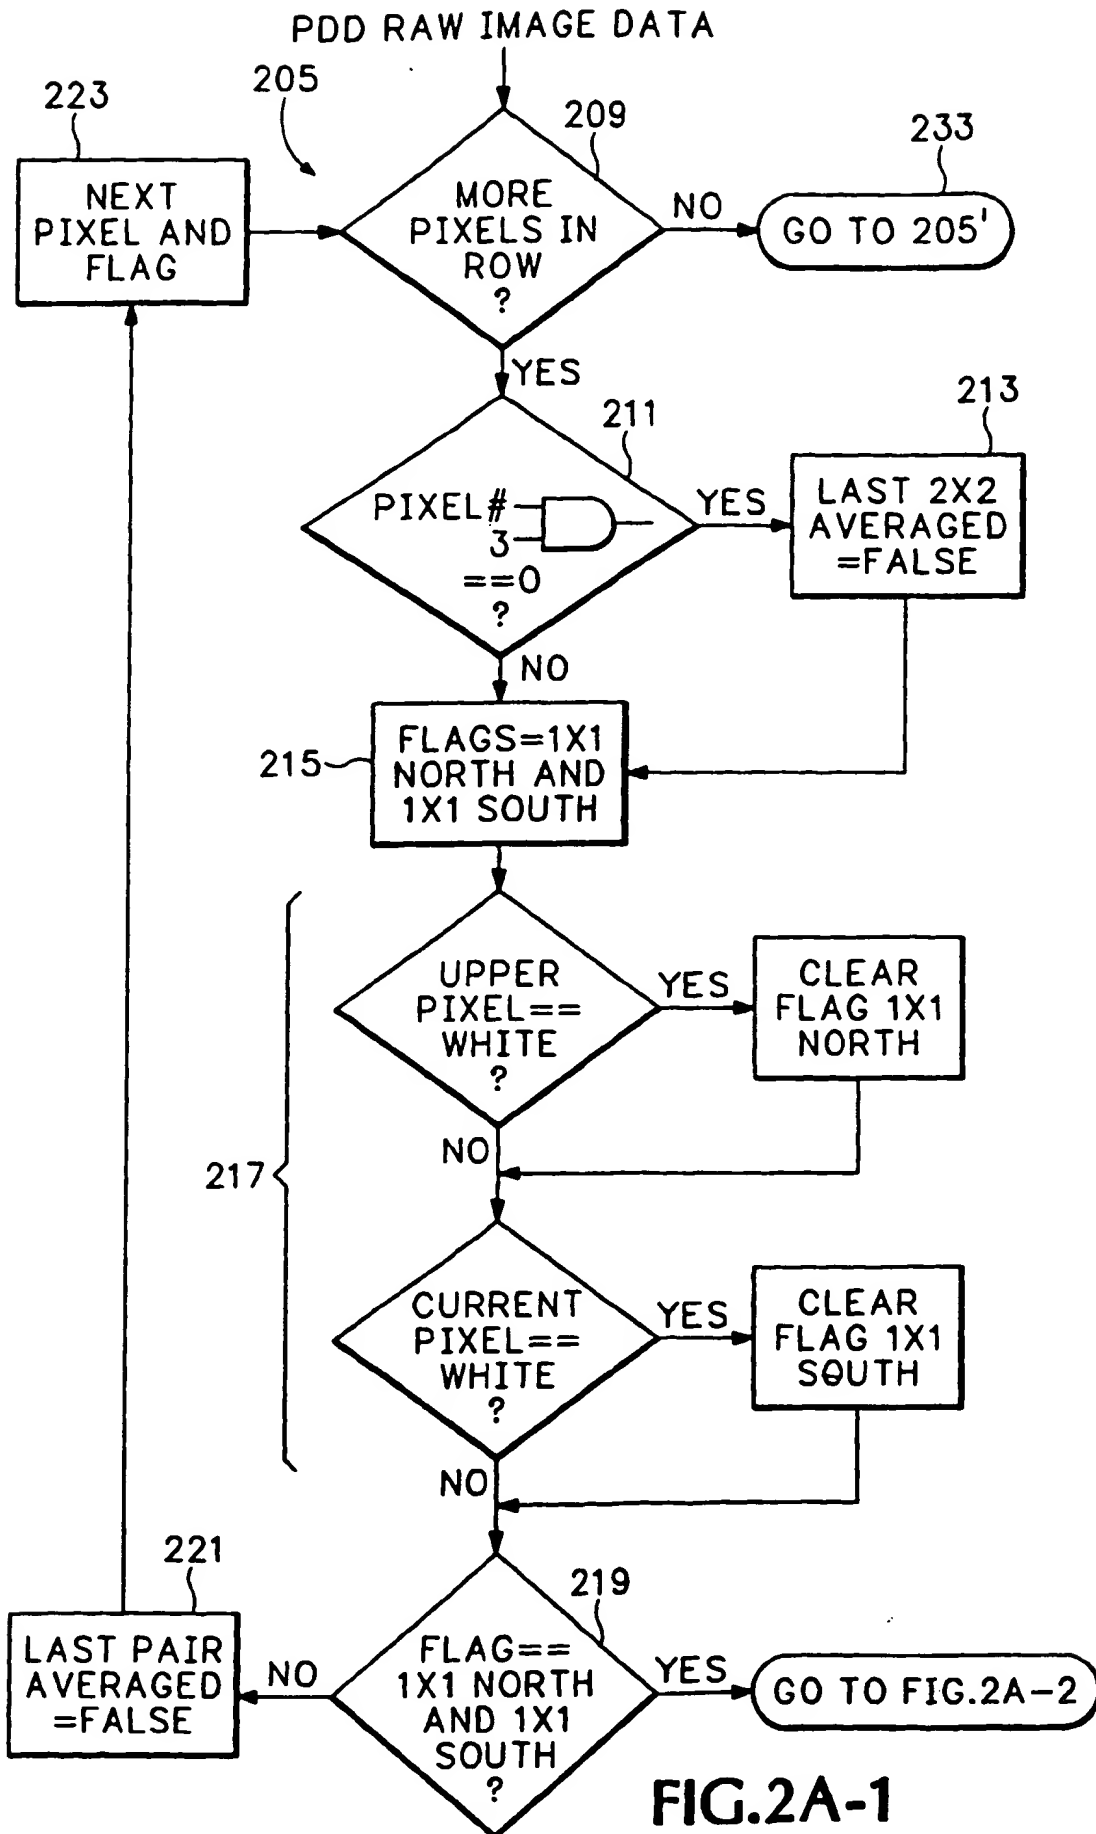 PDD RAW IMAGE DATA
205
223
209
233
NEXT
PIXEL AND
FLAG
MORE
PIXELS IN
ROW
?
NO
GO TO 205'
YES
211
213
PIXEL#
3
==0
?
YES
LAST 2X2
AVERAGED
=FALSE
NO
215
FLAGS=1X1
NORTH AND
1X1 SOUTH
217
UPPER
PIXEL==
WHITE
?
YES
CLEAR
FLAG 1X1
NORTH
NO
CURRENT
PIXEL==
WHITE
?
YES
CLEAR
FLAG 1X1
SOUTH
NO
221
219
LAST PAIR
AVERAGED
=FALSE
NO
FLAG==
1X1 NORTH
AND 1X1
SOUTH
?
YES
GO TO FIG.2A-2
FIG.2A-1